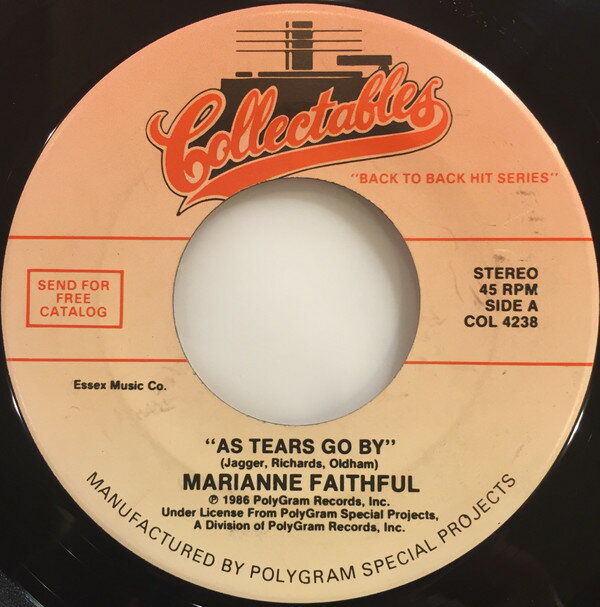 Collectables
"BACK TO BACK HIT SERIES"
SEND FOR
FREE
CATALOG
STEREO
45 RPM
SIDE A
COL 4238
Essex Music Co.
"AS TEARS GO BY"
(Jagger, Richards, Oldham)
MARIANNE FAITHFUL
℗ 1986 PolyGram Records, Inc.
Under License From PolyGram Special Projects,
A Division of PolyGram Records, Inc.
MANUFACTURED BY POLYGRAM SPECIAL PROJECTS